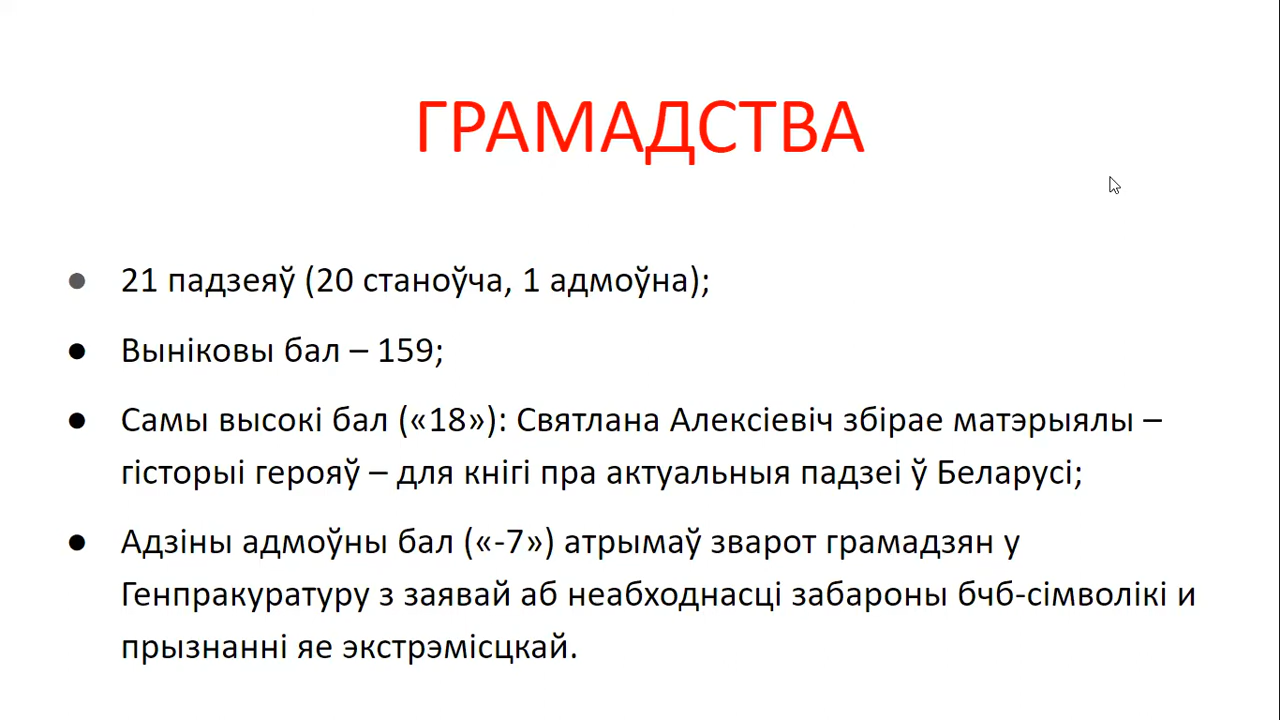 ГРАМАДСТВА
● 21 падзеяў (20 станоўча, 1 адмоўна);
● Выніковы бал – 159;
● Самы высокі бал («18»): Святлана Алексіевіч збірае матэрыялы –
гісторыі герояў – для кнігі пра актуальныя падзеі ў Беларусі;
● Адзіны адмоўны бал («-7») атрымаў зварот грамадзян у
Генпракуратуру з заявай аб неабходнасці забароны бчб-сімволікі и
прызнанні яе экстрэмісцкай.